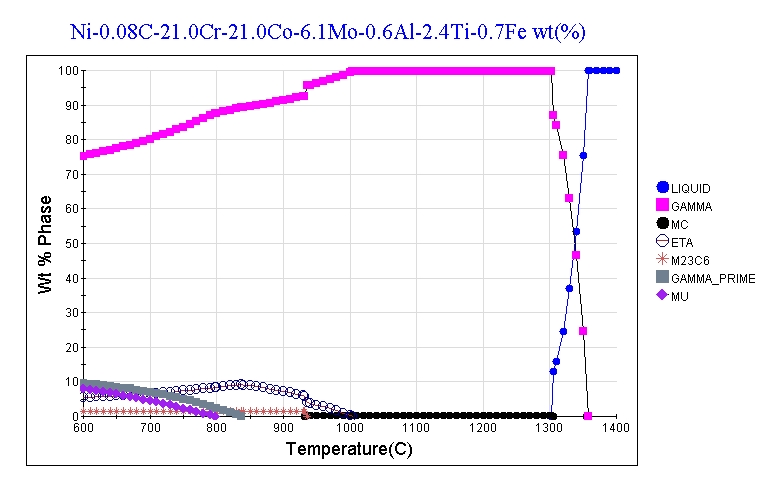 Ni-0.08C-21.0Cr-21.0Co-6.1Mo-0.6Al-2.4Ti-0.7Fe wt(%)
100
90
80
70
60
50
40
30
20
10
0
Wt % Phase
600 700 800 900 1000 1100 1200 1300 1400
Temperature(C)
LIQUID
GAMMA
MC
ETA
M23C6
GAMMA_PRIME
MU